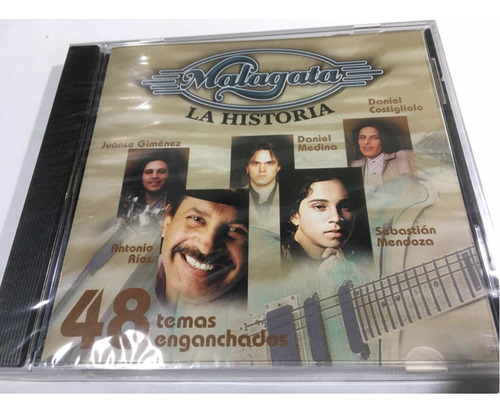 Malagata
LA HISTORIA
Juanse Giménez
Daniel
Medina
Daniel
Costigliolo
Antonio
Ríos
Sebastián
Mendoza
48 temas
enganchados